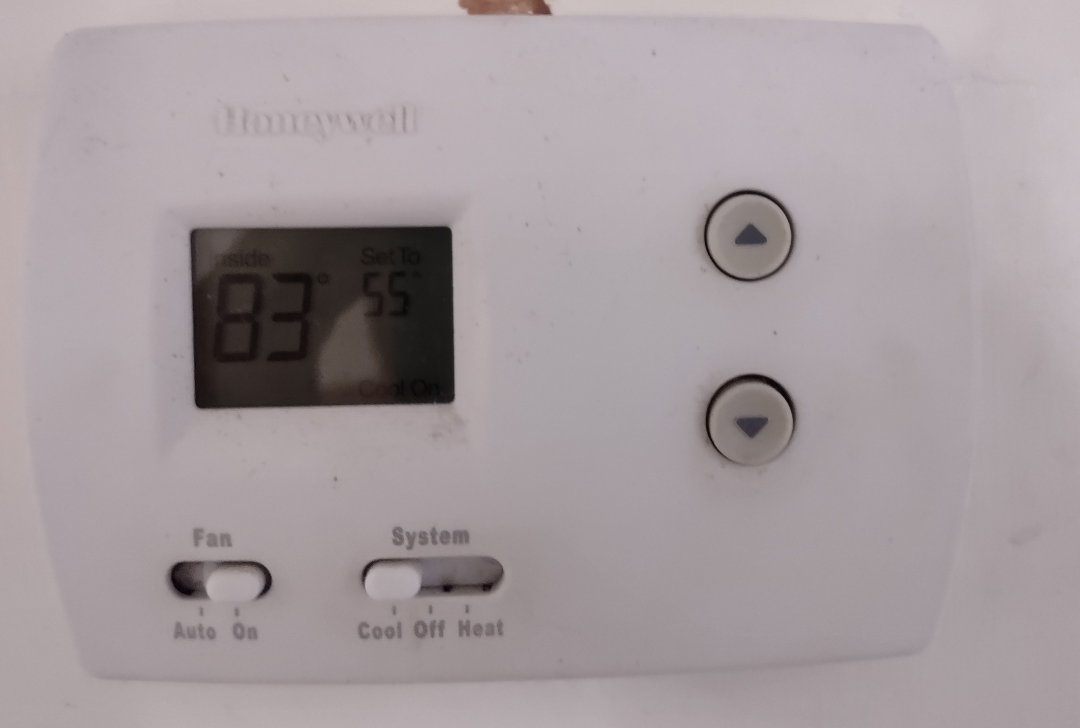 Honeywell
Inside Set To
83° 55°
Cool On
Fan System
Auto On Cool Off Heat